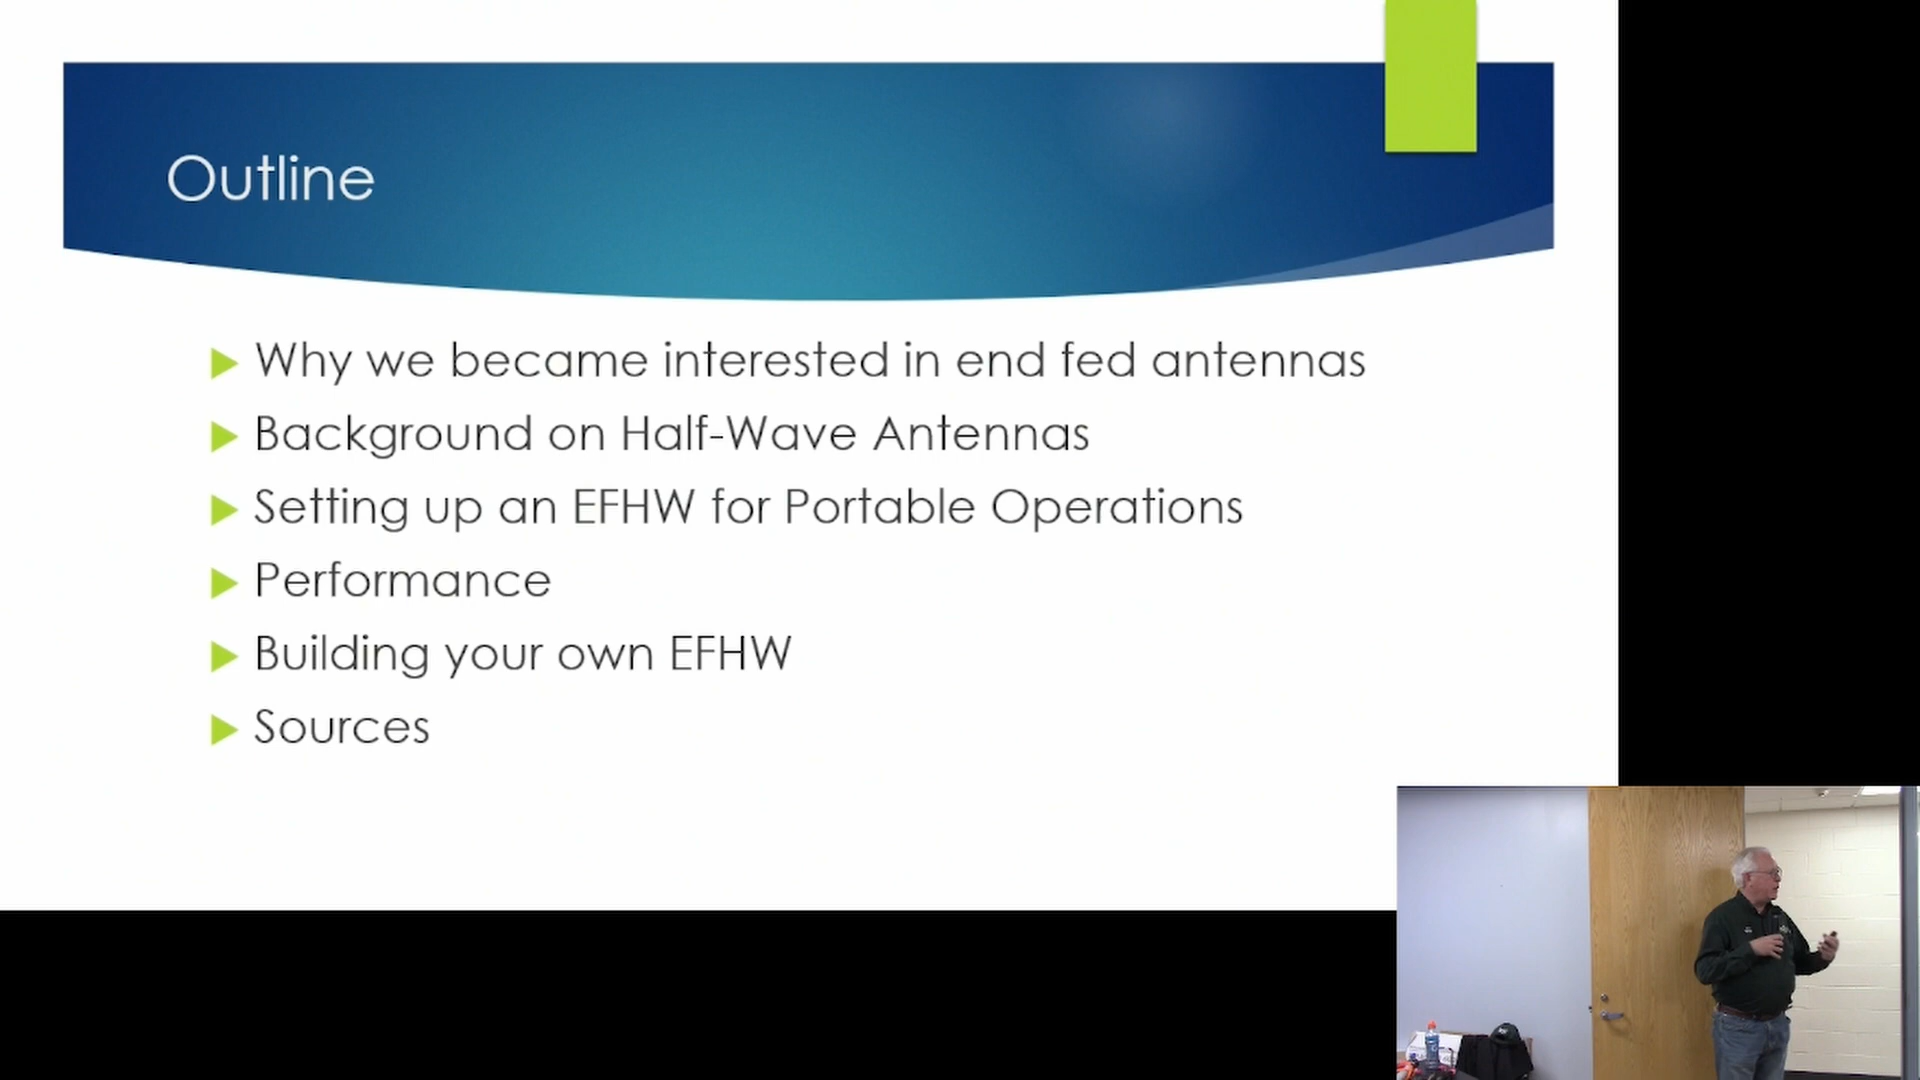 Outline
Why we became interested in end fed antennas
Background on Half-Wave Antennas
Setting up an EFHW for Portable Operations
Performance
Building your own EFHW
Sources